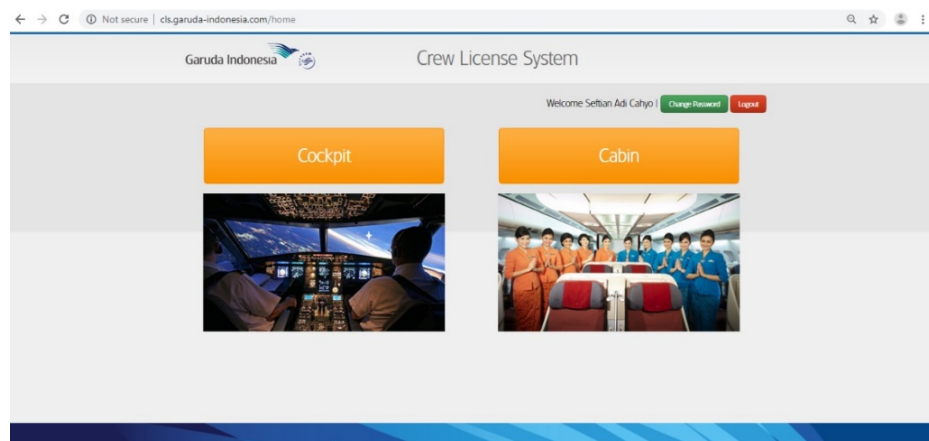 Not secure | cls.garuda-indonesia.com/home
Garuda Indonesia
Crew License System
Welcome Seftian Adi Cahyo |
Change Password
Logout
Cockpit
Cabin